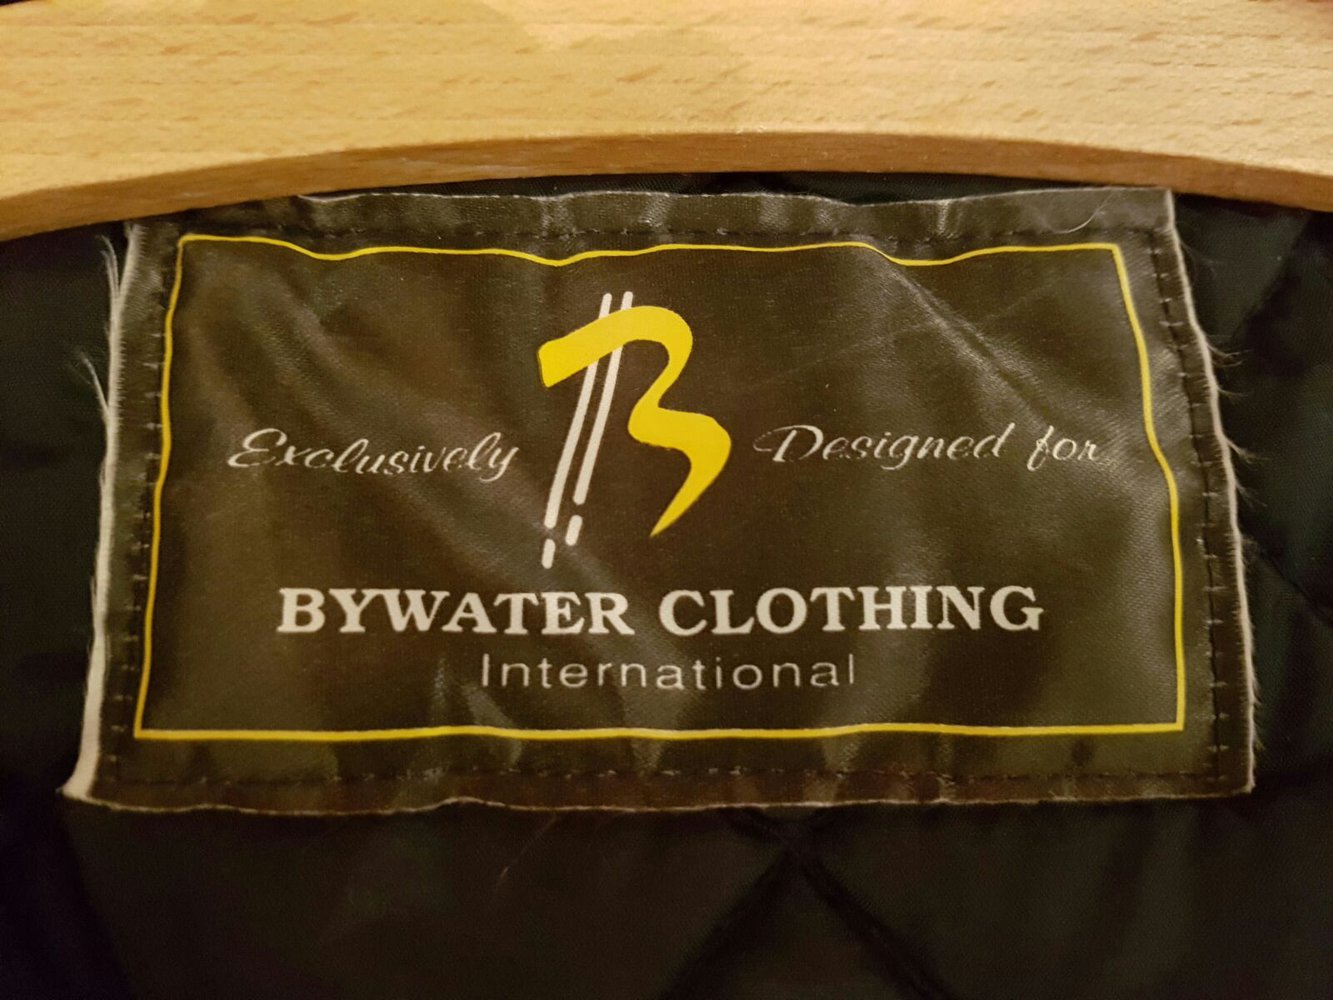 B
Exclusively Designed for
BYWATER CLOTHING
International